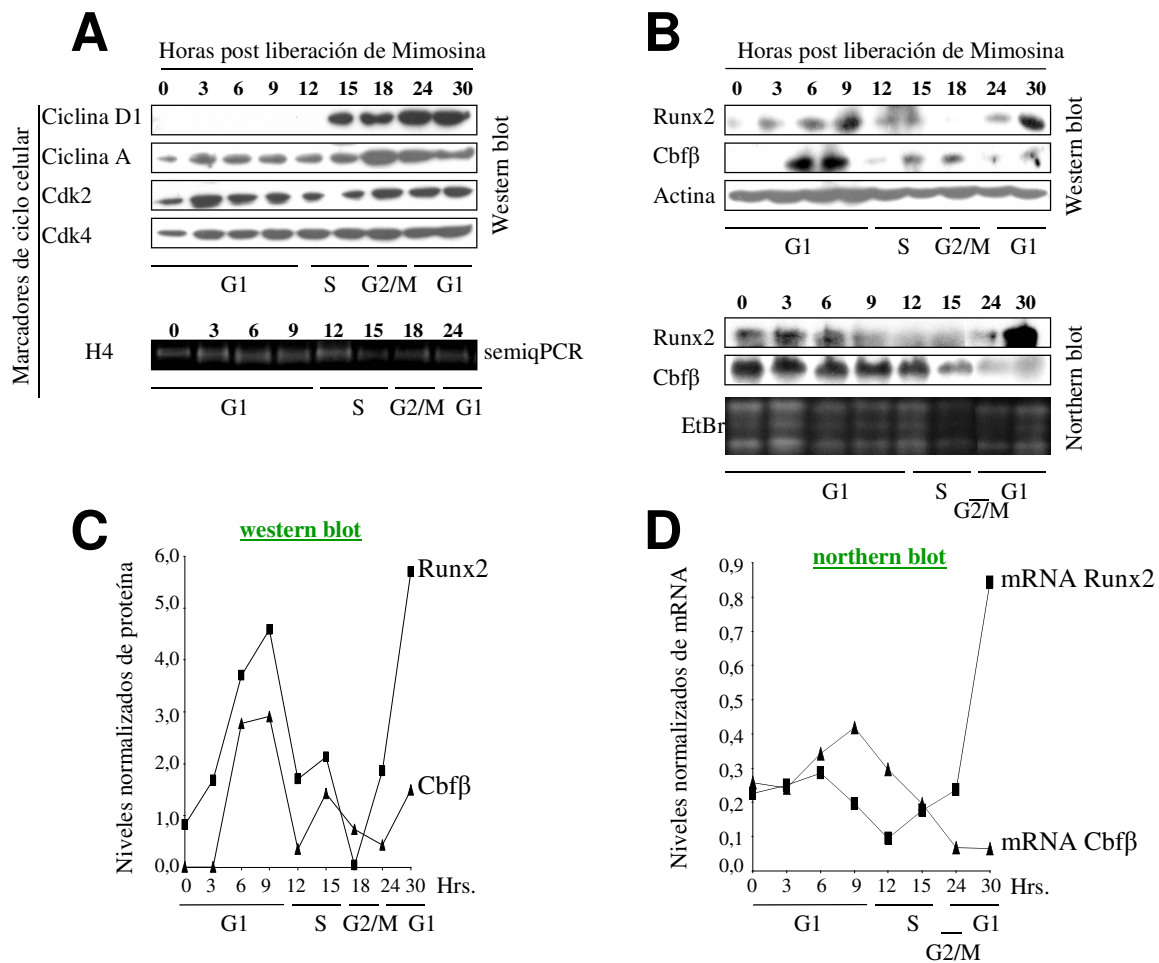 A
Horas post liberación de Mimosina
0 3 6 9 12 15 18 24 30
Marcadores de ciclo celular
Ciclina D1
Ciclina A
Cdk2
Cdk4
Western blot
G1 S G2/M G1
0 3 6 9 12 15 18 24
H4
semiqPCR
G1 S G2/M G1
B
Horas post liberación de Mimosina
0 3 6 9 12 15 18 24 30
Runx2
Cbfβ
Actina
Western blot
G1 S G2/M G1
0 3 6 9 12 15 24 30
Runx2
Cbfβ
EtBr
Northern blot
G1 S G1
G2/M
C
western blot
Niveles normalizados de proteína
6,0
5,0
4,0
3,0
2,0
1,0
0,0
Runx2
Cbfβ
0 3 6 9 12 15 18 24 30 Hrs.
G1 S G2/M G1
D
northern blot
Niveles normalizados de mRNA
0,9
0,8
0,7
0,6
0,5
0,4
0,3
0,2
0,1
0,0
mRNA Runx2
mRNA Cbfβ
0 3 6 9 12 15 24 30 Hrs.
G1 S G1
G2/M